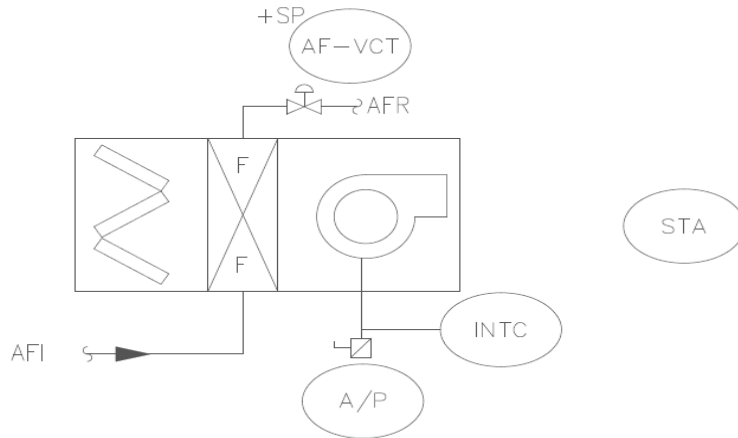 +SP
AF-VCT
AFR
F
F
STA
INTC
AFI
A/P